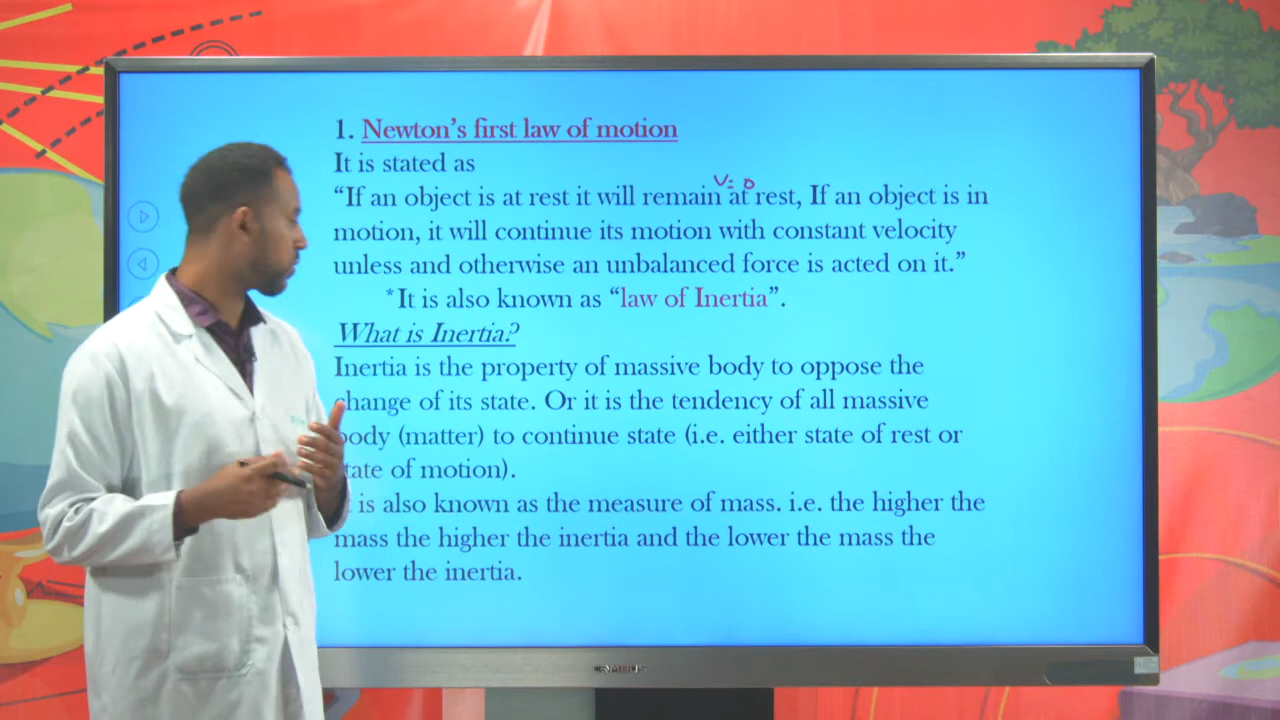 1. Newton's first law of motion
It is stated as
V= 0
“If an object is at rest it will remain at rest, If an object is in
motion, it will continue its motion with constant velocity
unless and otherwise an unbalanced force is acted on it.”
*It is also known as “law of Inertia”.
What is Inertia?
Inertia is the property of massive body to oppose the
change of its state. Or it is the tendency of all massive
body (matter) to continue state (i.e. either state of rest or
state of motion).
is also known as the measure of mass. i.e. the higher the
mass the higher the inertia and the lower the mass the
lower the inertia.